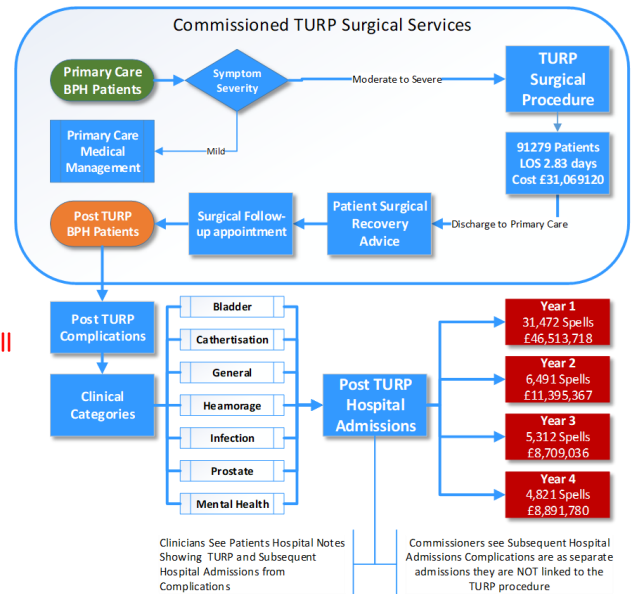 Commissioned TURP Surgical Services
Primary Care
BPH Patients
Symptom
Severity
Moderate to Severe
TURP
Surgical
Procedure
Primary Care
Medical
Management
Mild
91279 Patients
LOS 2.83 days
Cost £31,069120
Post TURP
BPH Patients
Surgical Follow-
up appointment
Patient Surgical
Recovery
Advice
Discharge to Primary Care
Post TURP
Complications
ll
Clinical
Categories
Bladder
Cathertisation
General
Heamorage
Infection
Prostate
Mental Health
Post TURP
Hospital
Admissions
Year 1
31,472 Spells
£46,513,718
Year 2
6,491 Spells
£11,395,367
Year 3
5,312 Spells
£8,709,036
Year 4
4,821 Spells
£8,891,780
Clinicians See Patients Hospital Notes
Showing TURP and Subsequent
Hospital Admissions from
Complications
Commissioners see Subsequent Hospital
Admissions Complications are as separate
admissions they are NOT linked to the
TURP procedure